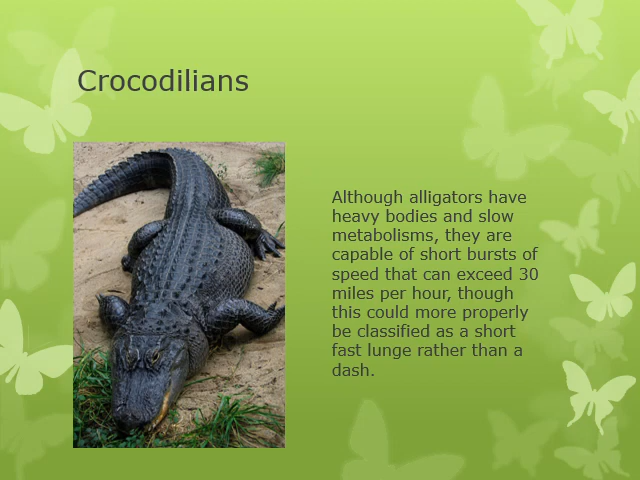 Crocodilians
Although alligators have
heavy bodies and slow
metabolisms, they are
capable of short bursts of
speed that can exceed 30
miles per hour, though
this could more properly
be classified as a short
fast lunge rather than a
dash.